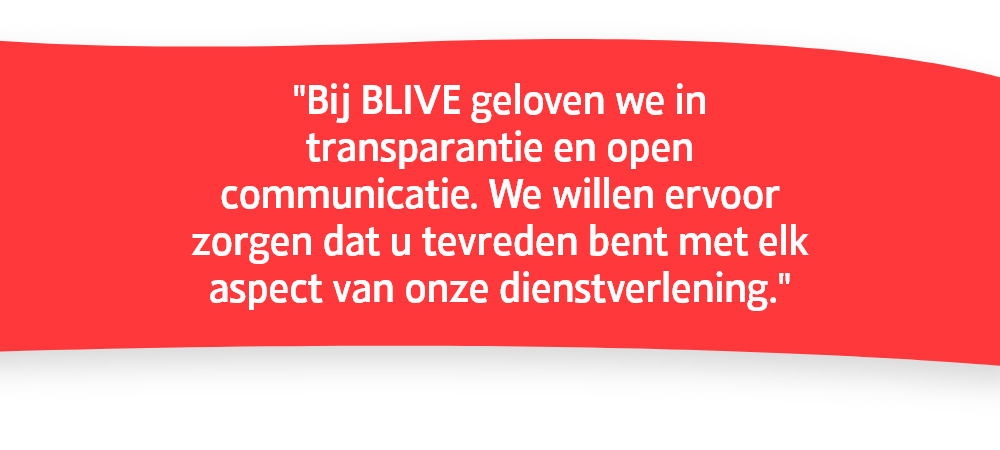 "Bij BLIVE geloven we in
transparantie en open
communicatie. We willen ervoor
zorgen dat u tevreden bent met elk
aspect van onze dienstverlening."